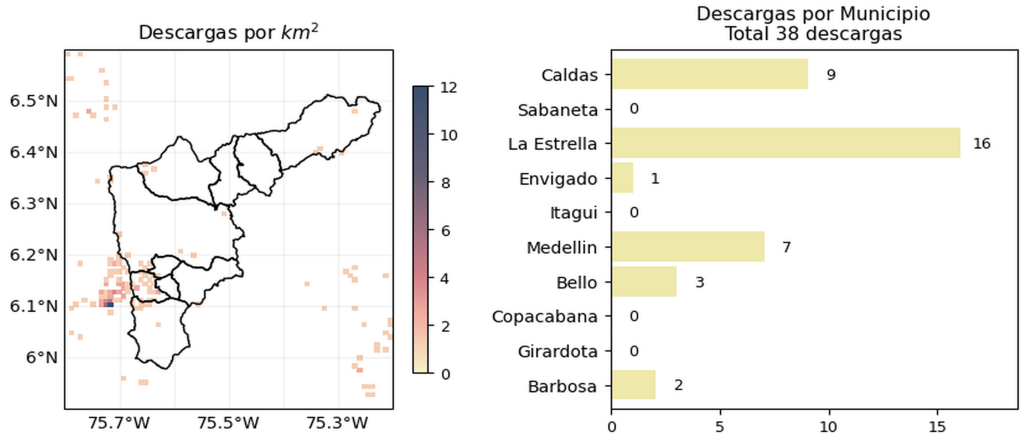 Descargas por km²
6.5°N
6.4°N
6.3°N
6.2°N
6.1°N
6°N
75.7°W
75.5°W
75.3°W
12
10
8
6
4
2
0
Descargas por Municipio
Total 38 descargas
Caldas 9
Sabaneta 0
La Estrella 16
Envigado 1
Itagui 0
Medellin 7
Bello 3
Copacabana 0
Girardota 0
Barbosa 2
0 5 10 15